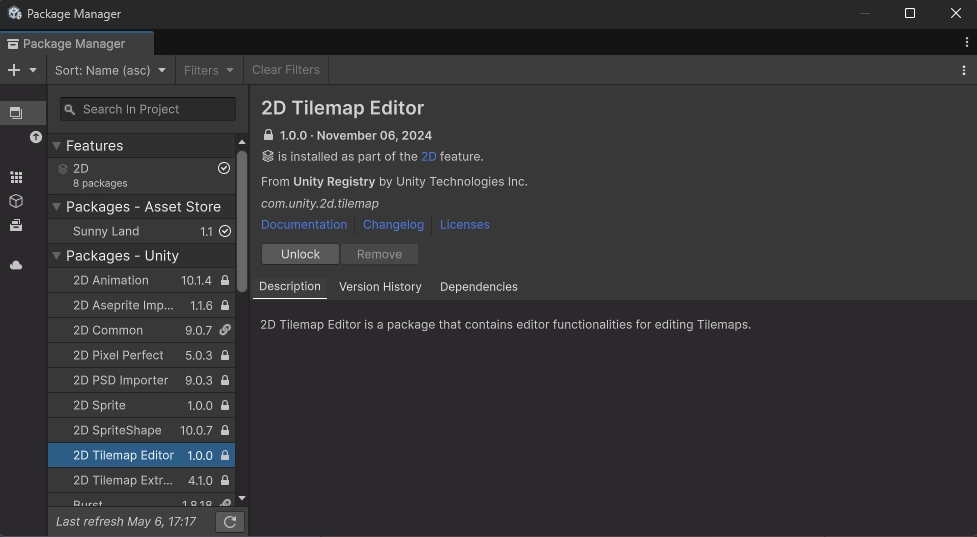 Package Manager
Package Manager
Sort: Name (asc)
Filters
Clear Filters
Search In Project
Features
2D
8 packages
Packages - Asset Store
Sunny Land 1.1
Packages - Unity
2D Animation 10.1.4
2D Aseprite Imp... 1.1.6
2D Common 9.0.7
2D Pixel Perfect 5.0.3
2D PSD Importer 9.0.3
2D Sprite 1.0.0
2D SpriteShape 10.0.7
2D Tilemap Editor 1.0.0
2D Tilemap Extr... 4.1.0
Burst 1.8.18
Last refresh May 6, 17:17
2D Tilemap Editor
1.0.0 · November 06, 2024
is installed as part of the 2D feature.
From Unity Registry by Unity Technologies Inc.
com.unity.2d.tilemap
Documentation Changelog Licenses
Unlock Remove
Description Version History Dependencies
2D Tilemap Editor is a package that contains editor functionalities for editing Tilemaps.